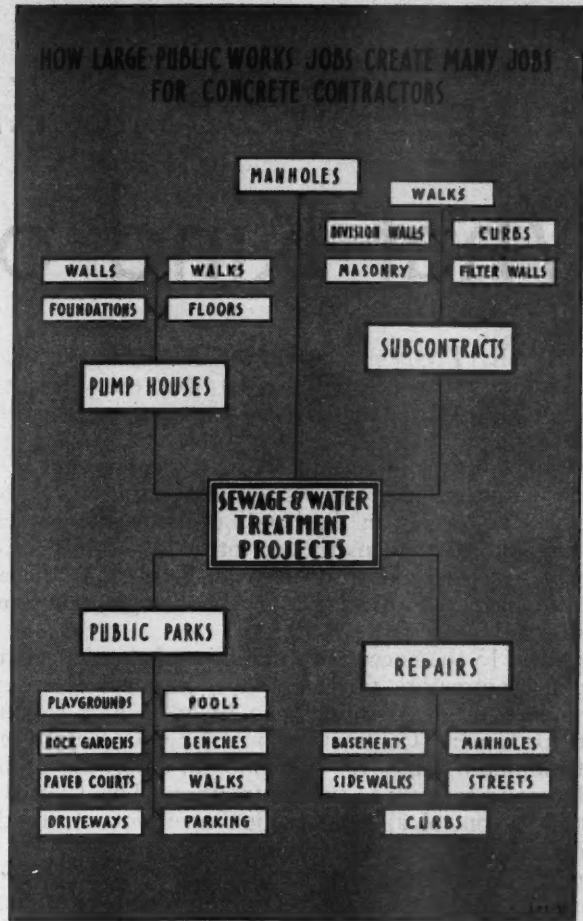 HOW LARGE PUBLIC WORKS JOBS CREATE MANY JOBS
FOR CONCRETE CONTRACTORS
MANHOLES
WALKS
DIVISION WALLS
CURBS
MASONRY
FILTER WALLS
SUBCONTRACTS
WALLS
WALKS
FOUNDATIONS
FLOORS
PUMP HOUSES
SEWAGE & WATER
TREATMENT
PROJECTS
PUBLIC PARKS
PLAYGROUNDS
POOLS
ROCK GARDENS
BENCHES
PAVED COURTS
WALKS
DRIVEWAYS
PARKING
REPAIRS
BASEMENTS
MANHOLES
SIDEWALKS
STREETS
CURBS